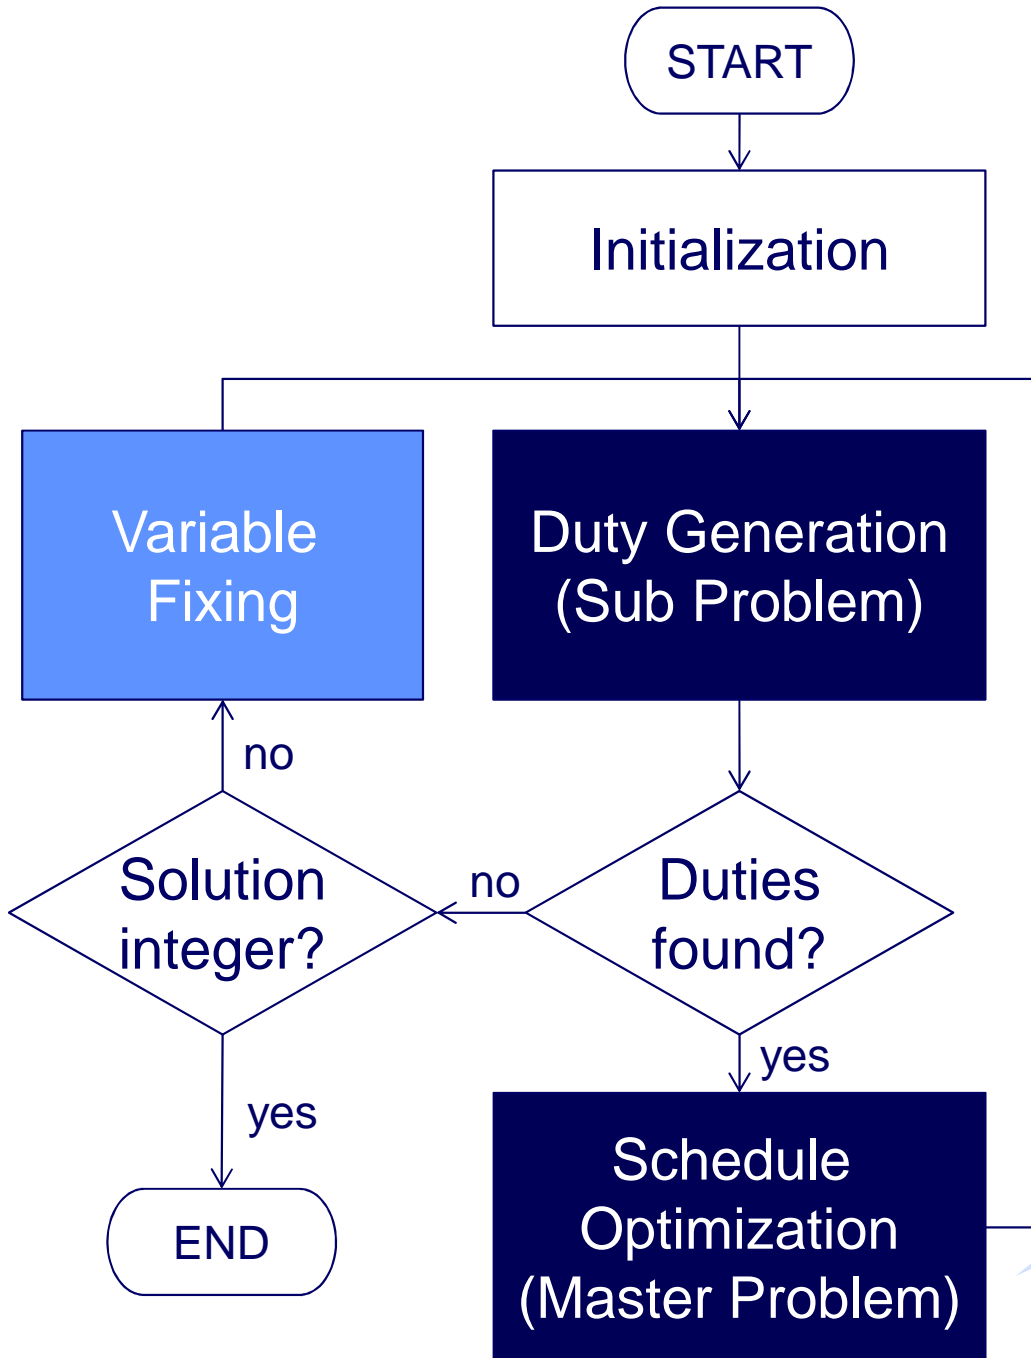 START
Initialization
Variable
Fixing
Duty Generation
(Sub Problem)
no
Solution
integer?
no
Duties
found?
yes
yes
END
Schedule
Optimization
(Master Problem)